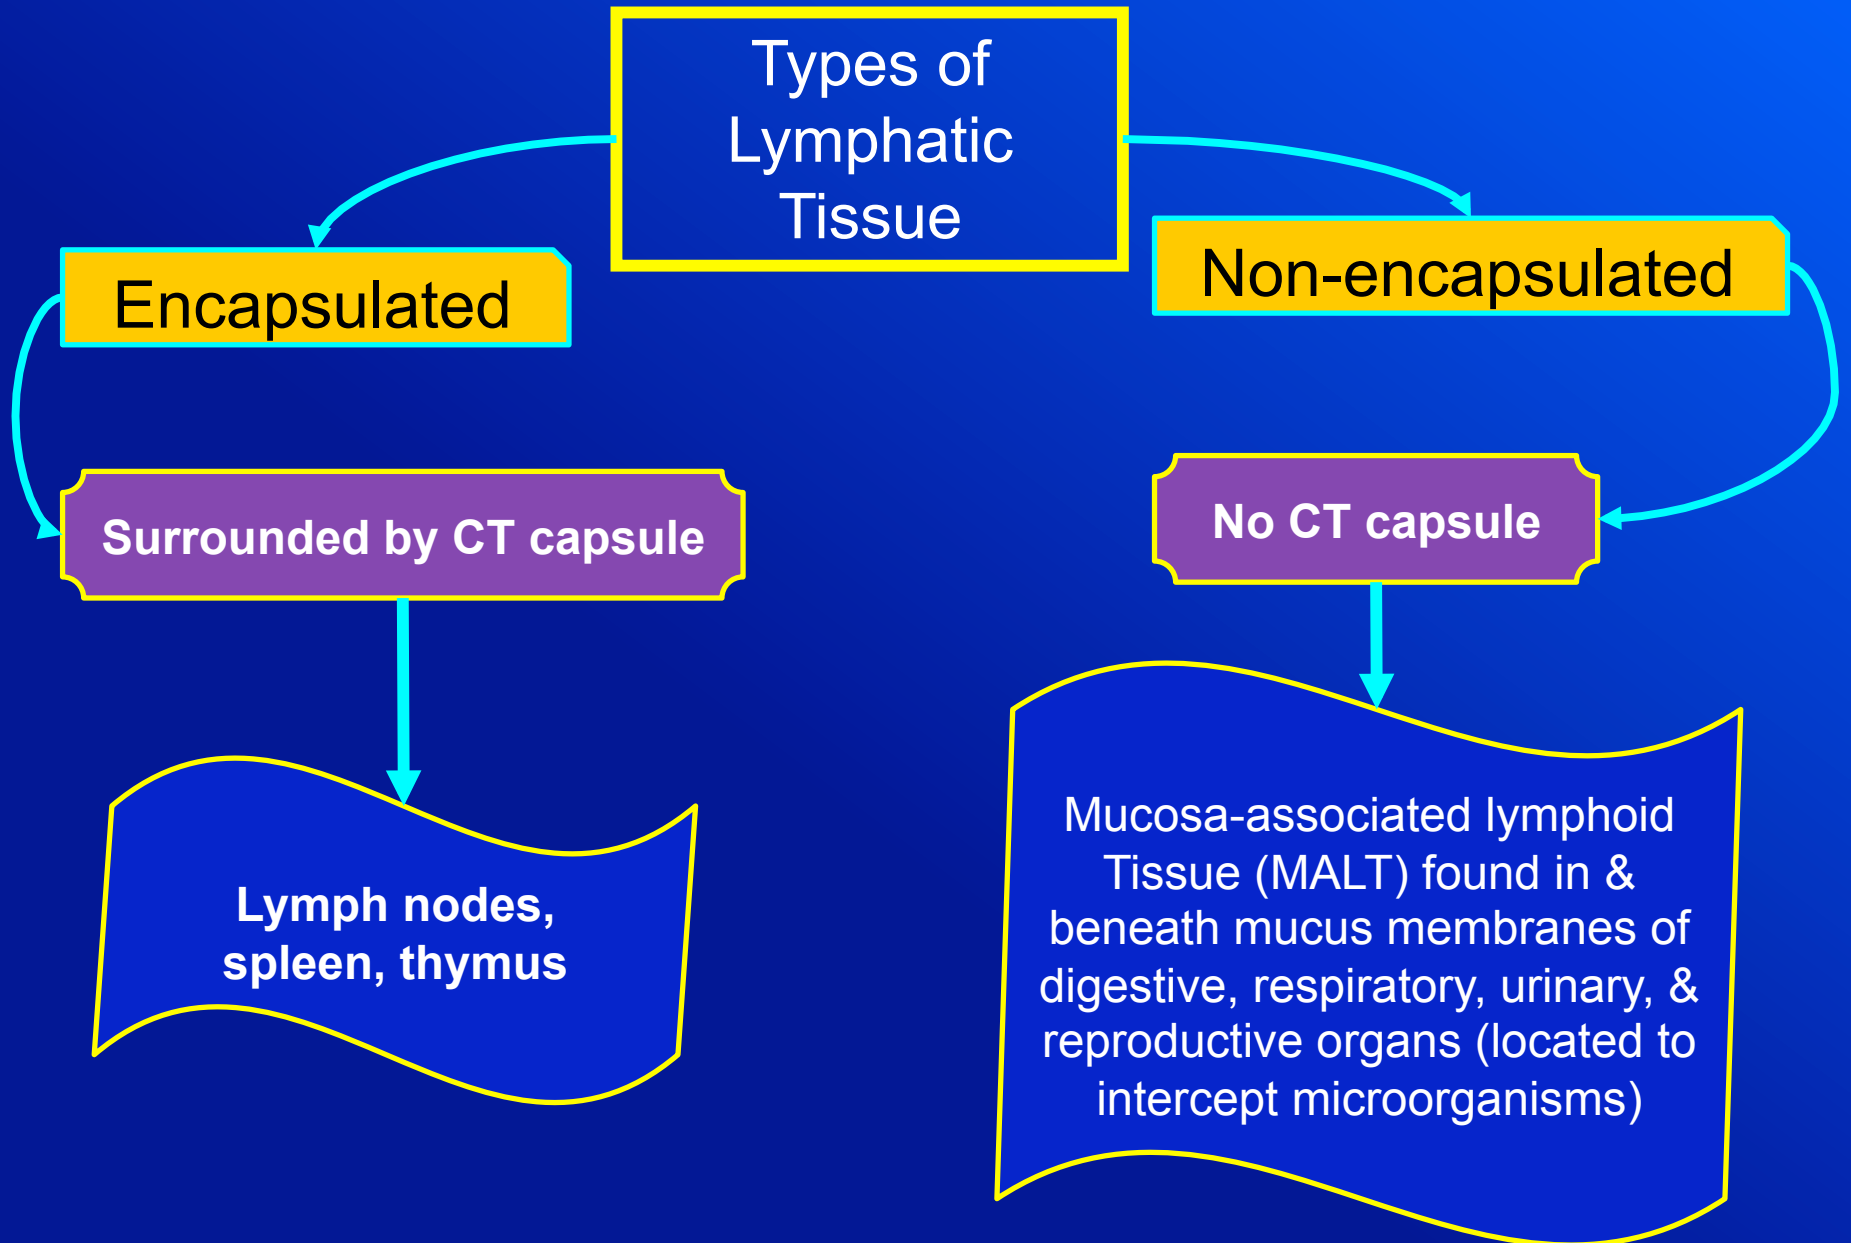 Types of
Lymphatic
Tissue
Encapsulated
Non-encapsulated
Surrounded by CT capsule
No CT capsule
Lymph nodes,
spleen, thymus
Mucosa-associated lymphoid
Tissue (MALT) found in &
beneath mucus membranes of
digestive, respiratory, urinary, &
reproductive organs (located to
intercept microorganisms)